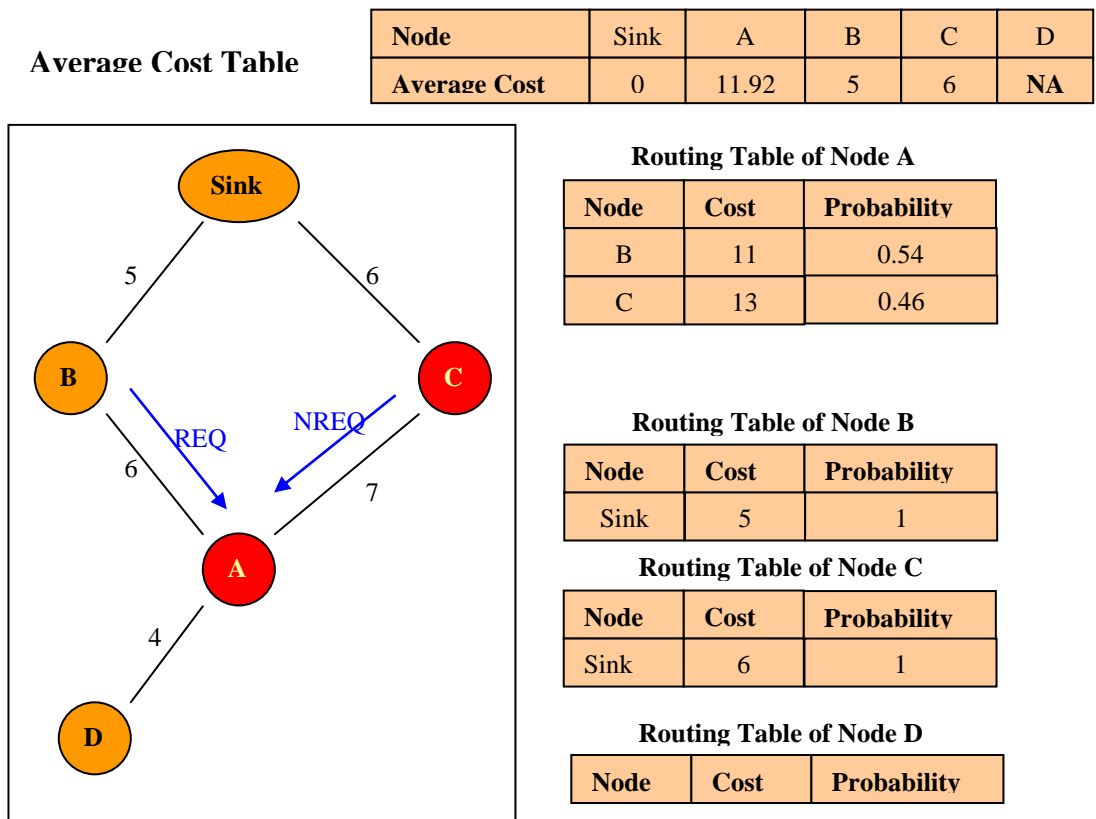 Average Cost Table
Node Sink A B C D
Average Cost 0 11.92 5 6 NA
Sink
5
6
B
C
REQ
NREQ
6
7
A
4
D
Routing Table of Node A
Node Cost Probability
B 11 0.54
C 13 0.46
Routing Table of Node B
Node Cost Probability
Sink 5 1
Routing Table of Node C
Node Cost Probability
Sink 6 1
Routing Table of Node D
Node Cost Probability